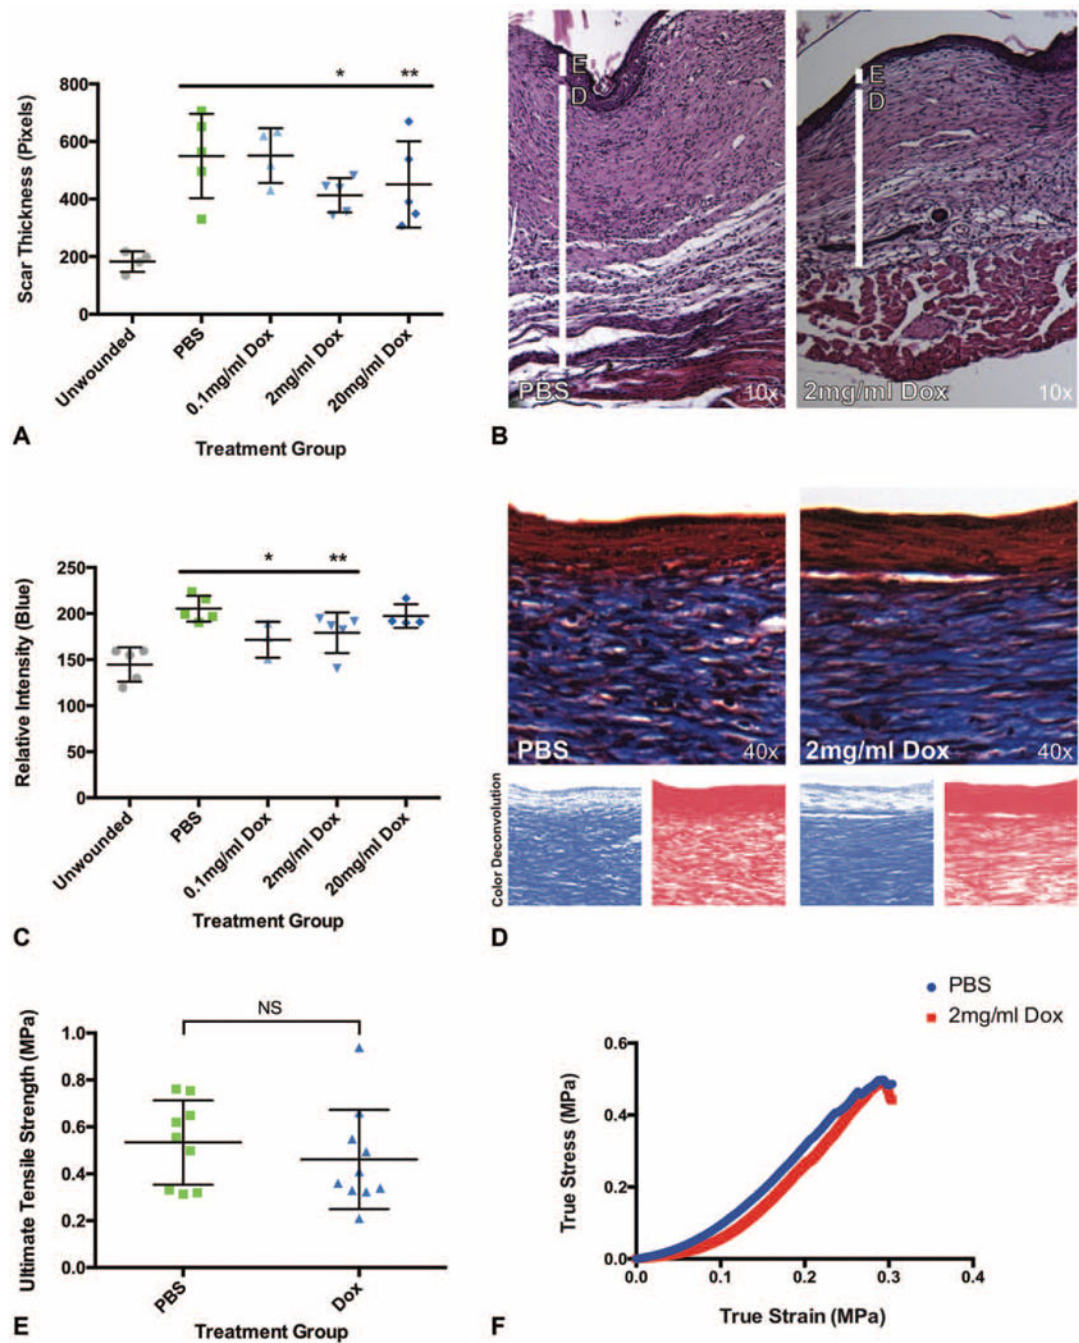 * **
Scar Thickness (Pixels)
800
600
400
200
0
Unwounded
PBS
0.1mg/ml Dox
2mg/ml Dox
20mg/ml Dox
Treatment Group
A
E
D
PBS 10x
E
D
2mg/ml Dox 10x
B
* **
Relative Intensity (Blue)
250
200
150
100
50
0
Unwounded
PBS
0.1mg/ml Dox
2mg/ml Dox
20mg/ml Dox
Treatment Group
C
PBS 40x
2mg/ml Dox 40x
Color Deconvolution
D
NS
Ultimate Tensile Strength (MPa)
1.0
0.8
0.6
0.4
0.2
0.0
PBS
Dox
Treatment Group
E
PBS
2mg/ml Dox
True Stress (MPa)
0.6
0.4
0.2
0.0
0.0 0.1 0.2 0.3 0.4
True Strain (MPa)
F